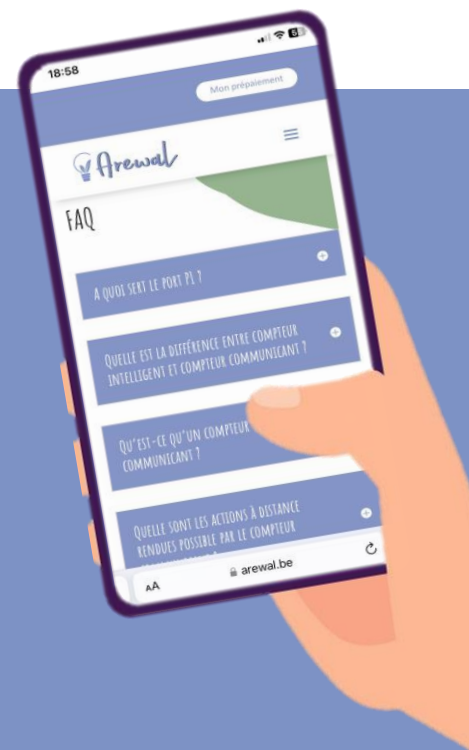 18:58
Mon prépaiement
Arewal
FAQ
A QUOI SERT LE PORT P1 ?
QUELLE EST LA DIFFÉRENCE ENTRE COMPTEUR
INTELLIGENT ET COMPTEUR COMMUNICANT ?
QU'EST-CE QU'UN COMPTEUR
COMMUNICANT ?
QUELLE SONT LES ACTIONS À DISTANCE
RENDUES POSSIBLE PAR LE COMPTEUR
AA
arewal.be